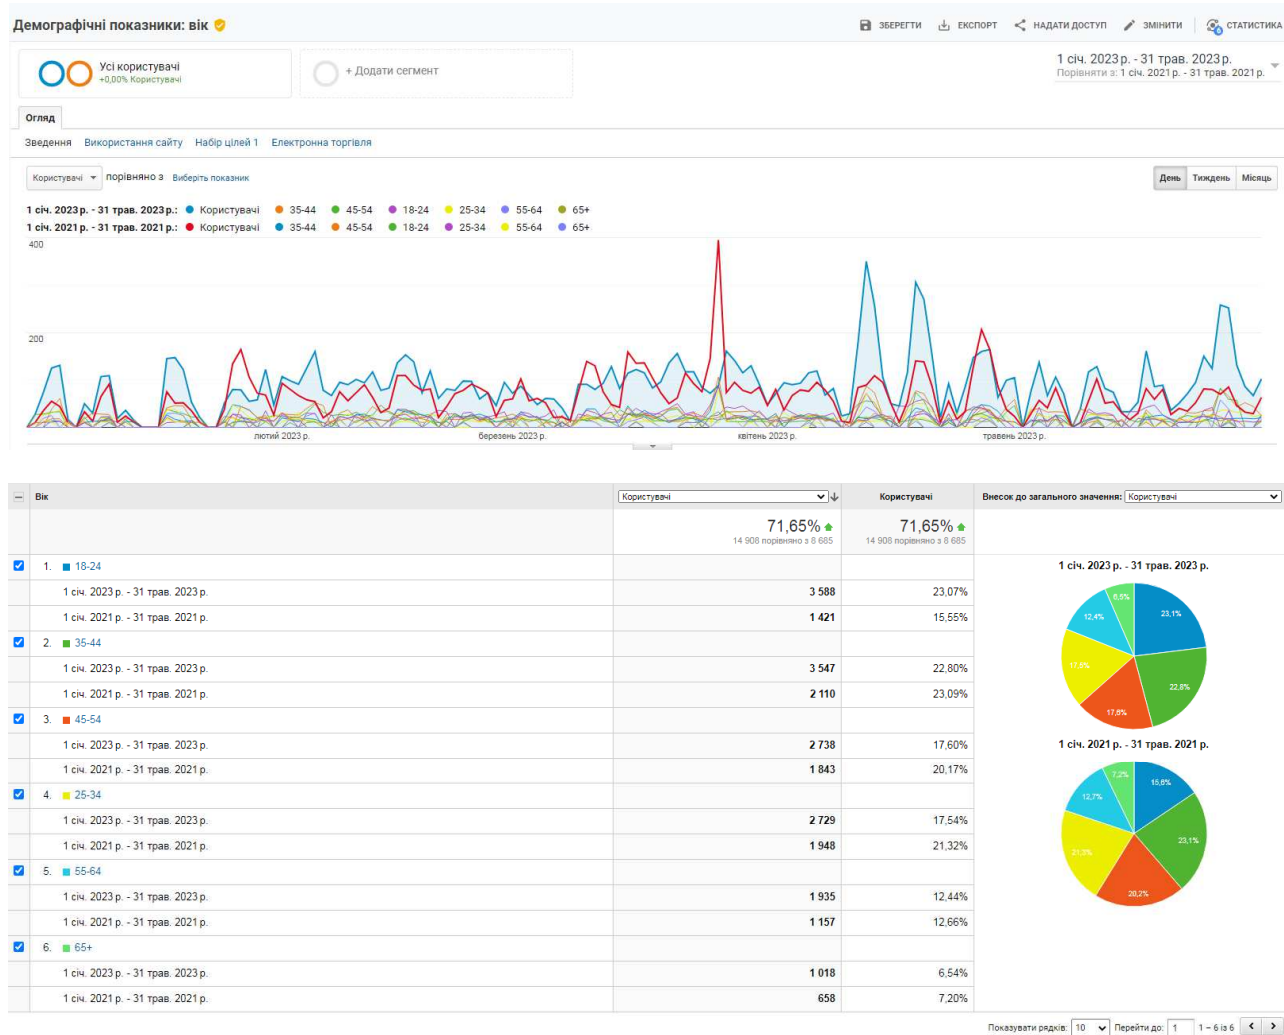 Демографічні показники: вік
ЗБЕРЕГТИ ЕКСПОРТ НАДАТИ ДОСТУП ЗМІНИТИ СТАТИСТИКА
Усі користувачі
+0,00% Користувачі
+ Додати сегмент
1 січ. 2023 р. - 31 трав. 2023 р.
Порівняти з: 1 січ. 2021 р. - 31 трав. 2021 р.
Огляд
Зведення Використання сайту Набір цілей 1 Електронна торгівля
Користувачі порівняно з Виберіть показник День Тиждень Місяць
1 січ. 2023 р. - 31 трав. 2023 р.: Користувачі 35-44 45-54 18-24 25-34 55-64 65+
1 січ. 2021 р. - 31 трав. 2021 р.: Користувачі 35-44 45-54 18-24 25-34 55-64 65+
400
200
лютий 2023 р. березень 2023 р. квітень 2023 р. травень 2023 р.
Вік Користувачі Користувачі Внесок до загального значення: Користувачі
71,65% 71,65%
14 908 порівняно з 8 685 14 908 порівняно з 8 685
1. 18-24
1 січ. 2023 р. - 31 трав. 2023 р. 3 588 23,07%
1 січ. 2021 р. - 31 трав. 2021 р. 1 421 15,55%
2. 35-44
1 січ. 2023 р. - 31 трав. 2023 р. 3 547 22,80%
1 січ. 2021 р. - 31 трав. 2021 р. 2 110 23,09%
3. 45-54
1 січ. 2023 р. - 31 трав. 2023 р. 2 738 17,60%
1 січ. 2021 р. - 31 трав. 2021 р. 1 843 20,17%
4. 25-34
1 січ. 2023 р. - 31 трав. 2023 р. 2 729 17,54%
1 січ. 2021 р. - 31 трав. 2021 р. 1 948 21,32%
5. 55-64
1 січ. 2023 р. - 31 трав. 2023 р. 1 935 12,44%
1 січ. 2021 р. - 31 трав. 2021 р. 1 157 12,66%
6. 65+
1 січ. 2023 р. - 31 трав. 2023 р. 1 018 6,54%
1 січ. 2021 р. - 31 трав. 2021 р. 658 7,20%
1 січ. 2023 р. - 31 трав. 2023 р.
6,5%
23,1%
12,4%
17,5%
22,8%
17,6%
1 січ. 2021 р. - 31 трав. 2021 р.
7,2%
15,6%
12,7%
23,1%
21,3%
20,2%
Показувати рядків: 10 Перейти до: 1 1 – 6 із 6